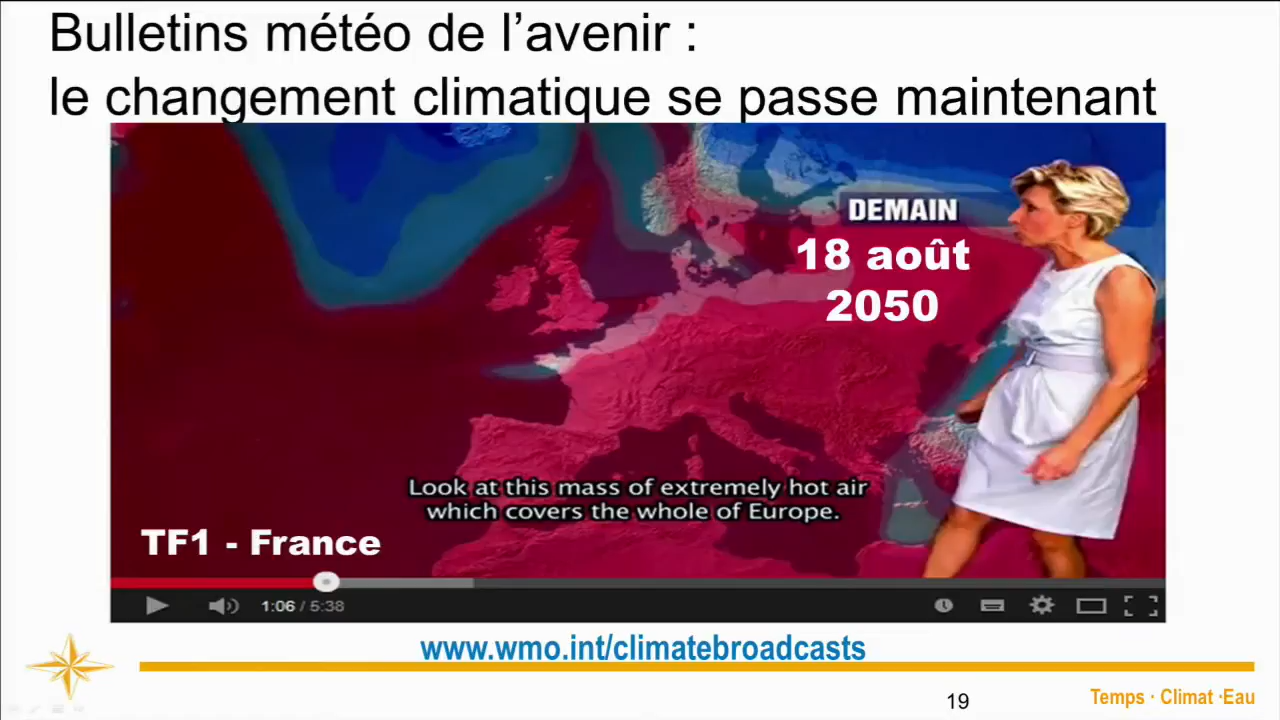 Bulletins météo de l’avenir :
le changement climatique se passe maintenant
DEMAIN
18 août
2050
Look at this mass of extremely hot air
which covers the whole of Europe.
TF1 - France
1:06 / 5:38
www.wmo.int/climatebroadcasts
19
Temps · Climat ·Eau